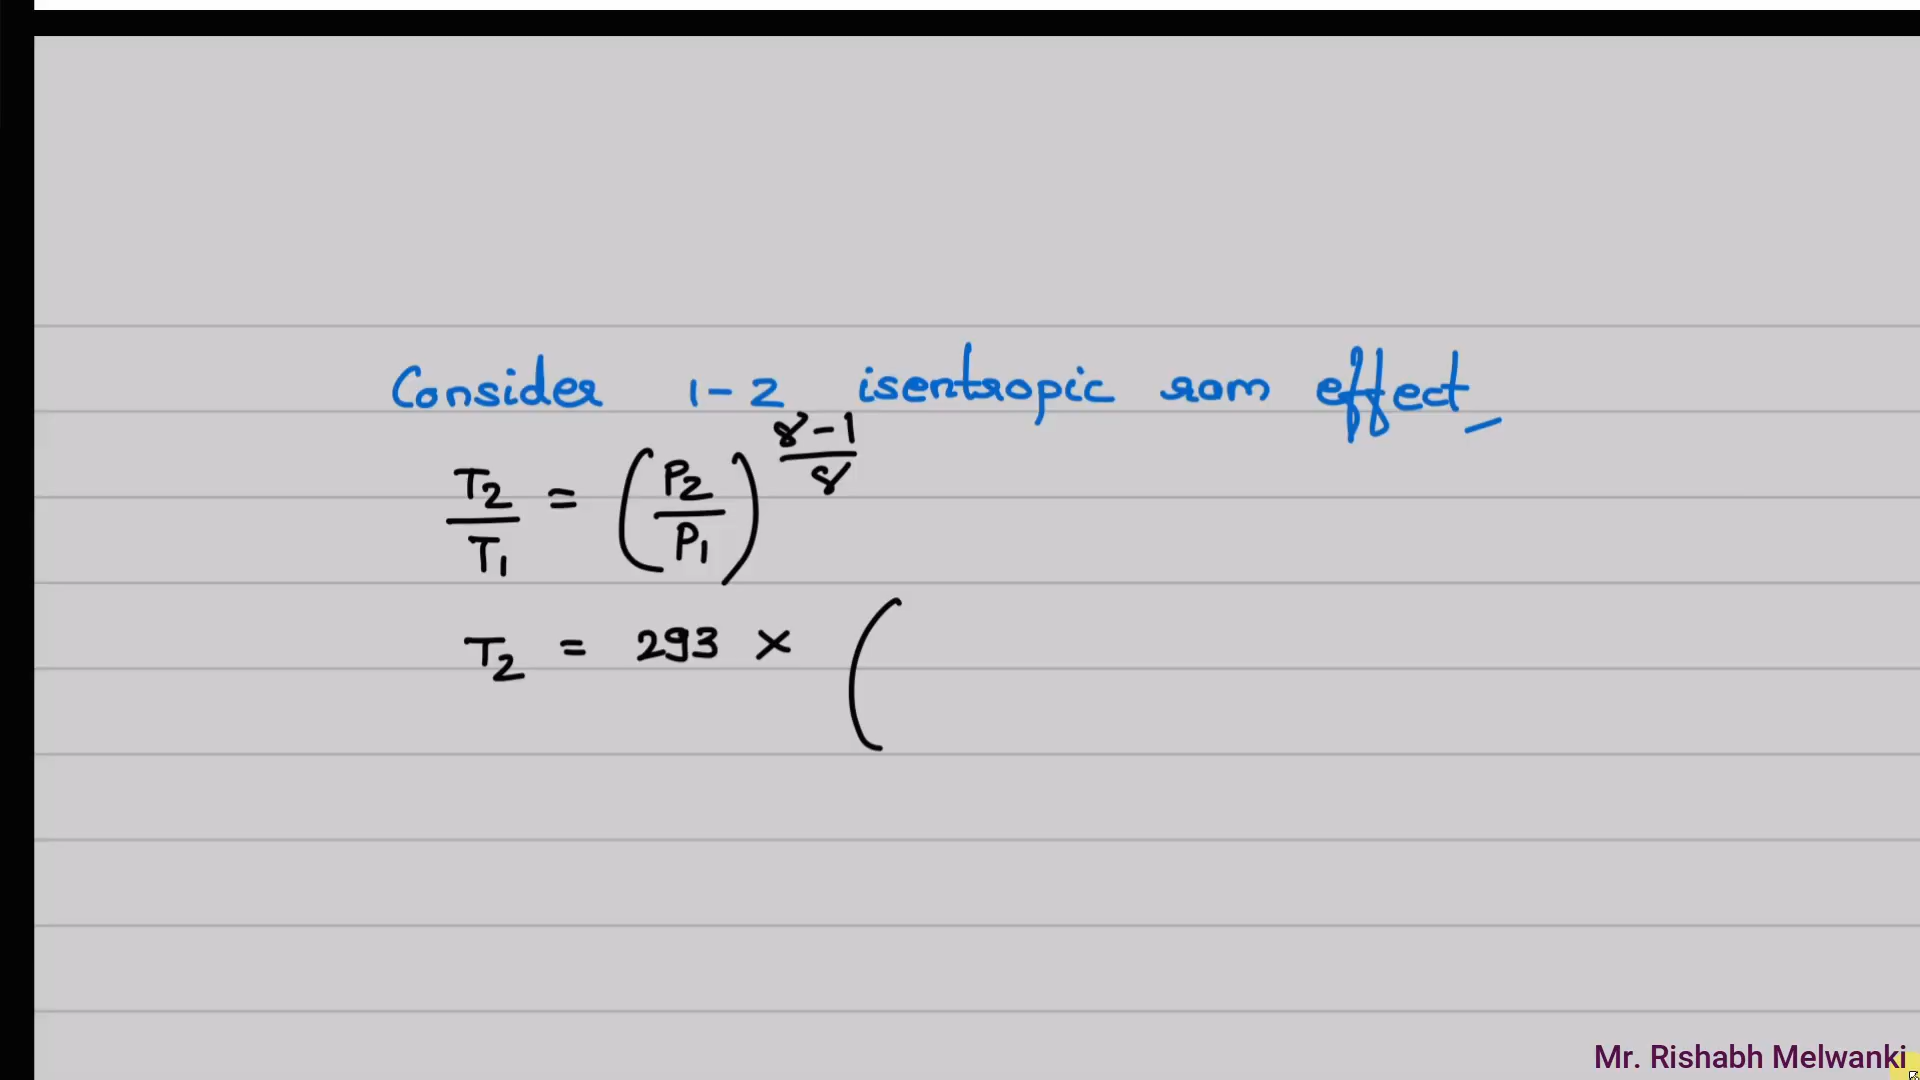 Consider 1-2 isentropic ram effect
T2/T1 = (P2/P1)^(γ-1)/γ
T2 = 293 × (
Mr. Rishabh Melwanki